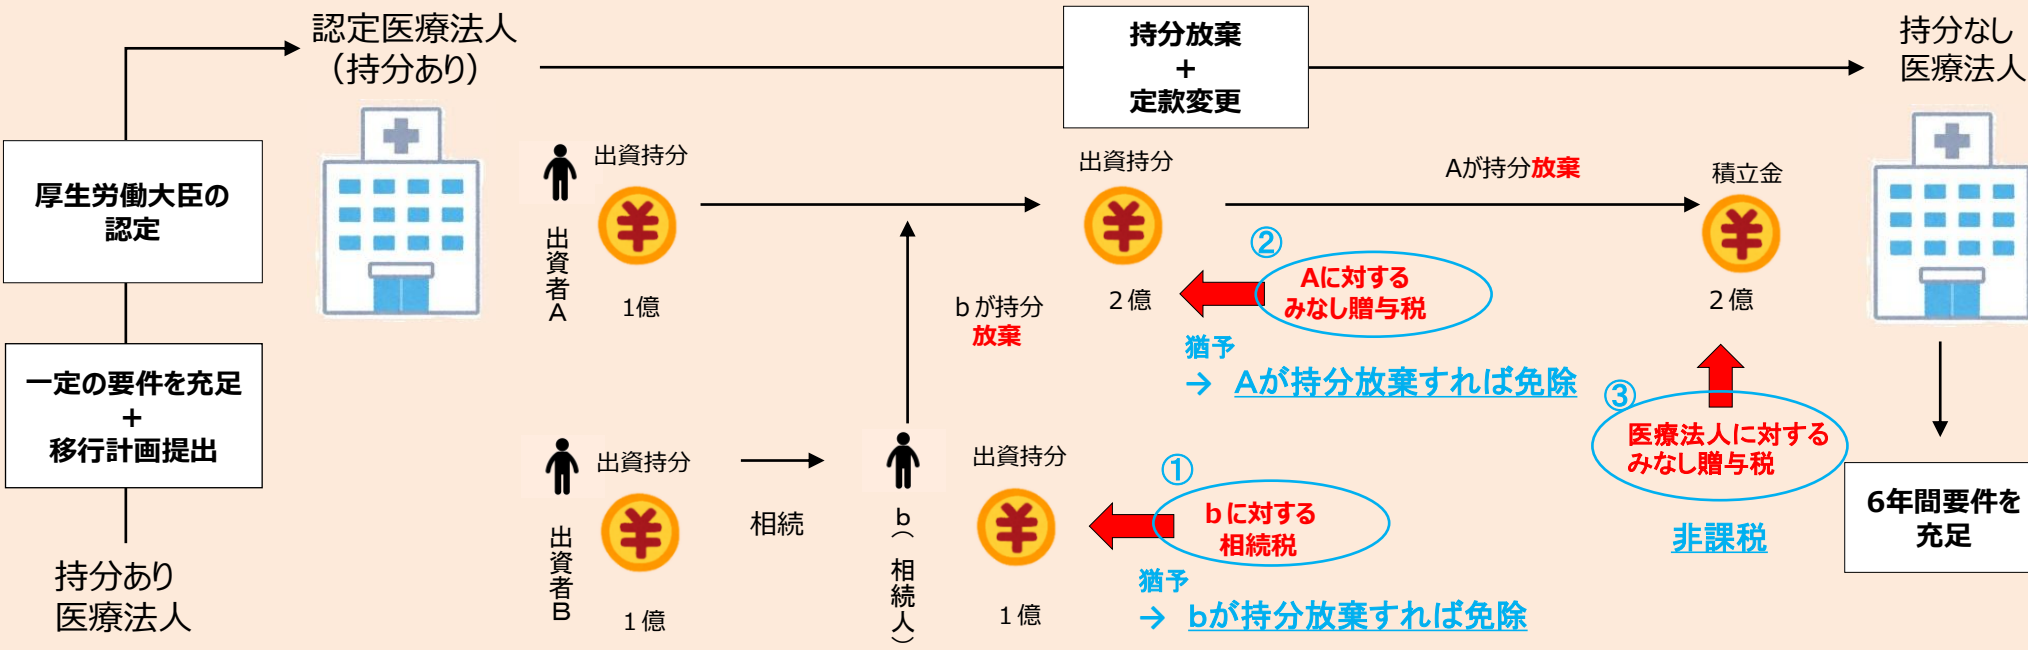 認定医療法人
（持分あり）
持分放棄
+
定款変更
持分なし
医療法人
厚生労働大臣の
認定
一定の要件を充足
+
移行計画提出
持分あり
医療法人
出資者A
出資持分
¥
1億
出資持分
¥
2億
Aが持分放棄
積立金
¥
2億
②
Aに対する
みなし贈与税
猶予
→ Aが持分放棄すれば免除
bが持分
放棄
③
医療法人に対する
みなし贈与税
非課税
6年間要件を
充足
出資者B
出資持分
¥
1億
相続
b（相続人）
出資持分
¥
1億
①
bに対する
相続税
猶予
→ bが持分放棄すれば免除